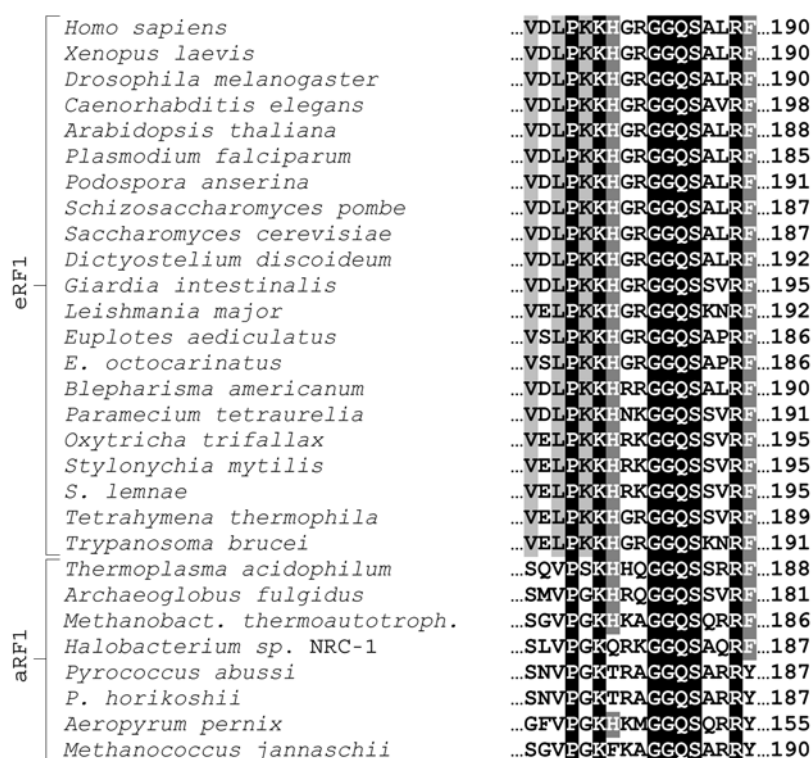 Homo sapiens ...VDLPKKHGRGGQSALRF...190
Xenopus laevis ...VDLPKKHGRGGQSALRF...190
Drosophila melanogaster ...VDLPKKHGRGGQSALRF...190
Caenorhabditis elegans ...VDLPKKHGRGGQSAVRF...198
Arabidopsis thaliana ...VDLPKKHGRGGQSALRF...188
Plasmodium falciparum ...VDLPKKHGRGGQSALRF...185
Podospora anserina ...VDLPKKHGRGGQSALRF...191
Schizosaccharomyces pombe ...VDLPKKHGRGGQSALRF...187
Saccharomyces cerevisiae ...VDLPKKHGRGGQSALRF...187
Dictyostelium discoideum ...VDLPKKHGRGGQSALRF...192
eRF1
Giardia intestinalis ...VDLPKKHGRGGQSSVRF...195
Leishmania major ...VELPKKHGRGGQSKNRF...192
Euplotes aediculatus ...VSLPKKHGRGGQSAPRF...186
E. octocarinatus ...VSLPKKHGRGGQSAPRF...186
Blepharisma americanum ...VDLPKKHRRGGQSALRF...190
Paramecium tetraurelia ...VDLPKKHNKGGQSSVRF...191
Oxytricha trifallax ...VELPKKHRKGGQSSVRF...195
Stylonychia mytilis ...VELPKKHRKGGQSSVRF...195
S. lemnae ...VELPKKHRKGGQSSVRF...195
Tetrahymena thermophila ...VELPKKHGRGGQSSVRF...189
Trypanosoma brucei ...VELPKKHGRGGQSKNRF...191
Thermoplasma acidophilum ...SQVPSKHHQGGQSSRRF...188
Archaeoglobus fulgidus ...SMVPGKHRQGGQSSVRF...181
Methanobact. thermoautotroph. ...SGVPGKHKAGGQSQRRF...186
Halobacterium sp. NRC-1 ...SLVPGKQRKGGQSAQRF...187
aRF1
Pyrococcus abussi ...SNVPGKTRAGGQSARRY...187
P. horikoshii ...SNVPGKTRAGGQSARRY...187
Aeropyrum pernix ...GFVPGKHKMGGQSQRRY...155
Methanococcus jannaschii ...SGVPGKFKAGGQSARRY...190